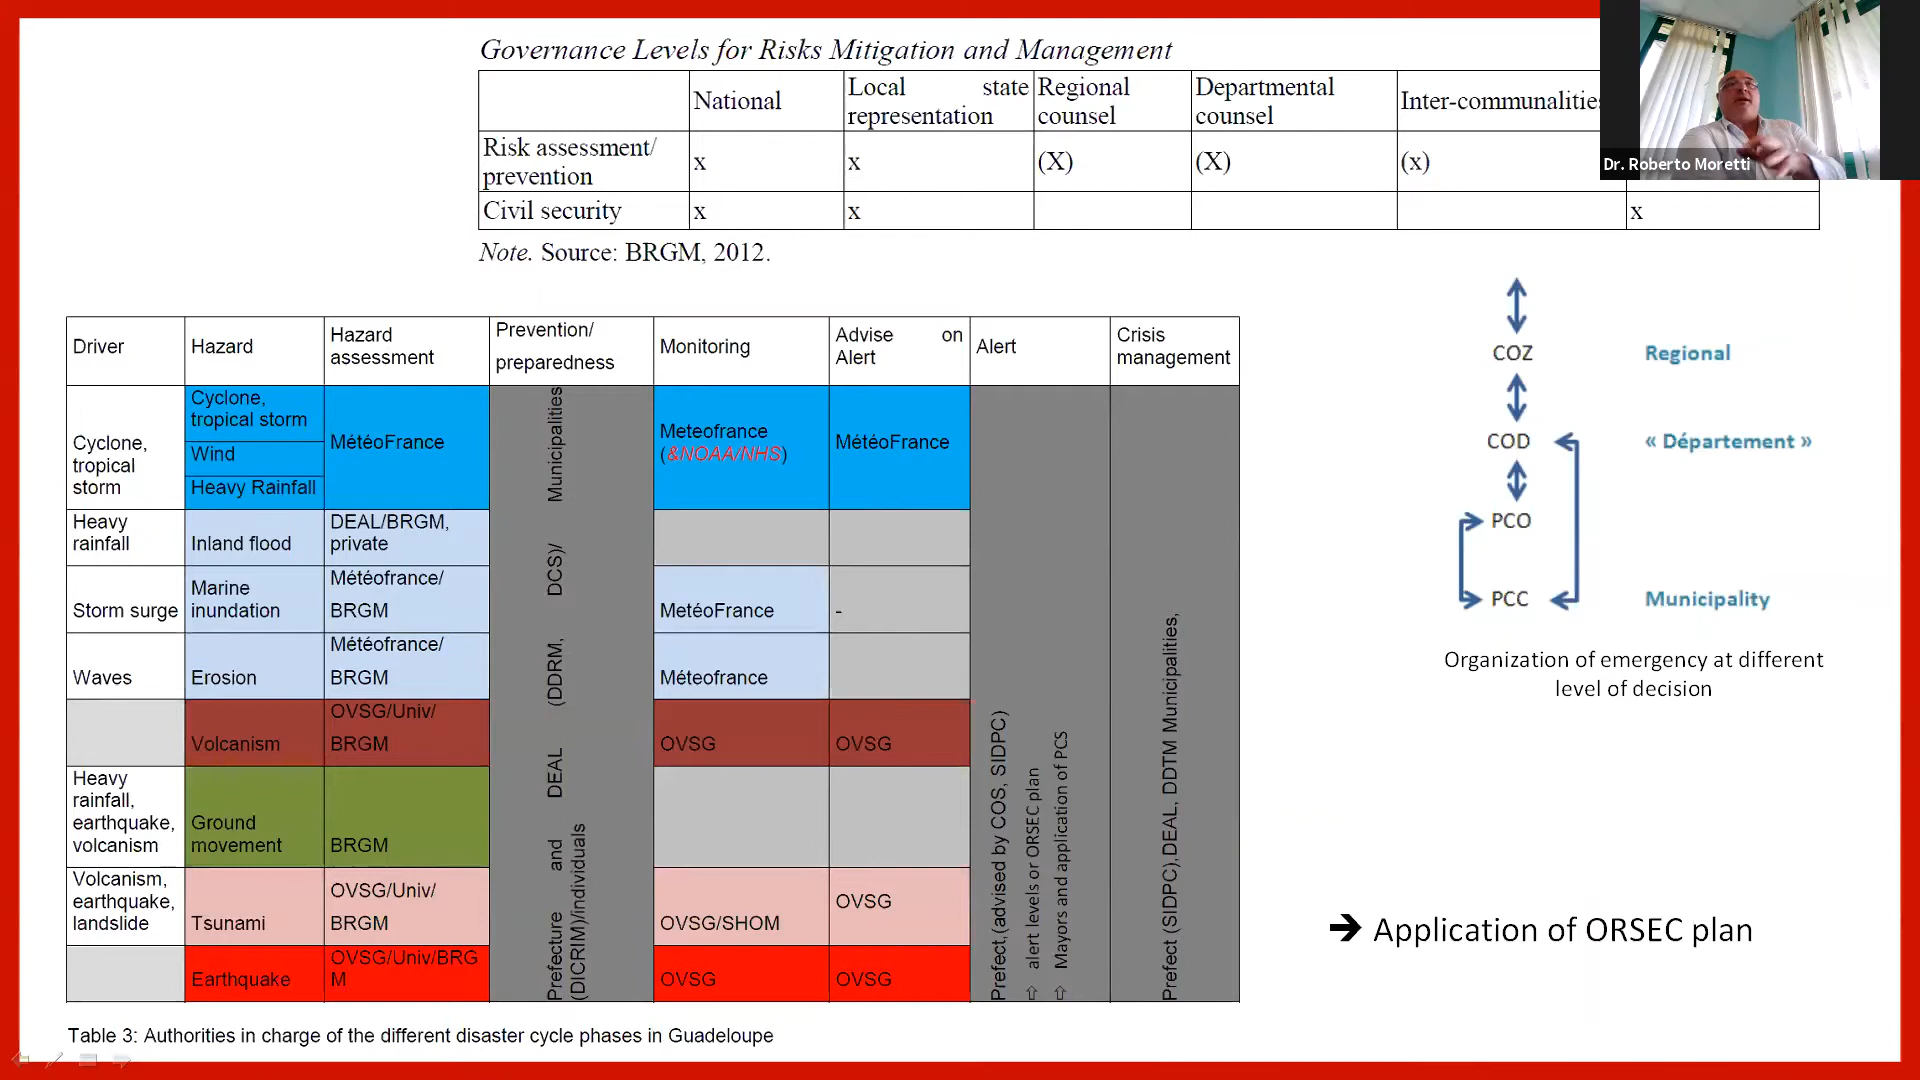 Governance Levels for Risks Mitigation and Management
National
Local state
representation
Regional
counsel
Departmental
counsel
Inter-communalities
Risk assessment/
prevention
x
x
(X)
(X)
(x)
Civil security
x
x
x
Note. Source: BRGM, 2012.
Dr. Roberto Moretti
Driver
Hazard
Hazard
assessment
Prevention/
preparedness
Monitoring
Advise on
Alert
Alert
Crisis
management
Cyclone,
tropical
storm
Cyclone,
tropical storm
Wind
Heavy Rainfall
MétéoFrance
Meteofrance
(&NOAA/NHS)
MétéoFrance
Heavy
rainfall
Inland flood
DEAL/BRGM,
private
Storm surge
Marine
inundation
Météofrance/
BRGM
MetéoFrance
-
Waves
Erosion
Météofrance/
BRGM
Méteofrance
Volcanism
OVSG/Univ/
BRGM
OVSG
OVSG
Heavy
rainfall,
earthquake,
volcanism
Ground
movement
BRGM
Volcanism,
earthquake,
landslide
Tsunami
OVSG/Univ/
BRGM
OVSG/SHOM
OVSG
Earthquake
OVSG/Univ/BRG
M
OVSG
OVSG
Prefecture and DEAL (DDRM, DCS)/ Municipalities
(DICRIM)/individuals
Prefect,(advised by COS, SIDPC)
⇨ alert levels or ORSEC plan
⇨ Mayors and application of PCS
Prefect (SIDPC),DEAL, DDTM Municipalities,
Table 3: Authorities in charge of the different disaster cycle phases in Guadeloupe
COZ
Regional
COD
« Département »
PCO
PCC
Municipality
Organization of emergency at different
level of decision
➔ Application of ORSEC plan